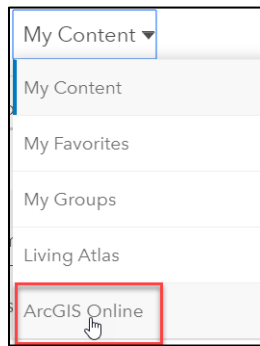 My Content
My Content
My Favorites
My Groups
Living Atlas
ArcGIS Online